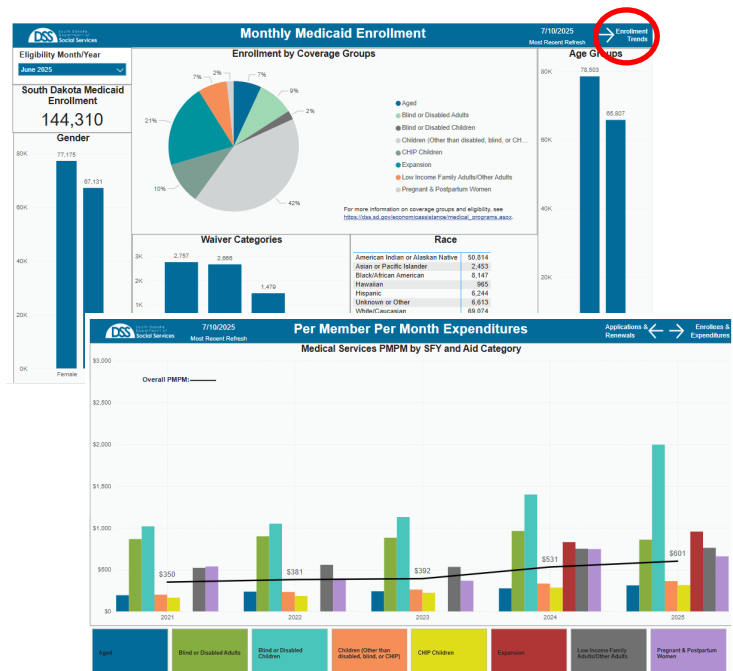 DSS
South Dakota
Department of
Social Services
Monthly Medicaid Enrollment
7/10/2025
Most Recent Refresh
Enrollment
Trends
Eligibility Month/Year
June 2025
South Dakota Medicaid
Enrollment
144,310
Gender
80K
77,175
67,131
60K
40K
20K
0K
Female
Enrollment by Coverage Groups
7%
2%
7%
9%
2%
21%
10%
42%
Aged
Blind or Disabled Adults
Blind or Disabled Children
Children (Other than disabled, blind, or CH...
CHIP Children
Expansion
Low Income Family Adults/Other Adults
Pregnant & Postpartum Women
For more information on coverage groups and eligibility, see
https://dss.sd.gov/economicassistance/medical_programs.aspx.
Age Groups
80K
78,503
65,807
60K
40K
20K
Waiver Categories
3K
2,757
2,666
2K
1,479
1K
Race
American Indian or Alaskan Native 50,814
Asian or Pacific Islander 2,453
Black/African American 8,147
Hawaiian 965
Hispanic 6,244
Unknown or Other 6,613
White/Caucasian 69,074
DSS
South Dakota
Department of
Social Services
7/10/2025
Most Recent Refresh
Per Member Per Month Expenditures
Applications &
Renewals
Enrollees &
Expenditures
Medical Services PMPM by SFY and Aid Category
Overall PMPM:
$3,000
$2,500
$2,000
$1,500
$1,000
$500
$0
$350
$381
$392
$531
$601
2021
2022
2023
2024
2025
Aged
Blind or Disabled Adults
Blind or Disabled
Children
Children (Other than
disabled, blind, or CHIP)
CHIP Children
Expansion
Low Income Family
Adults/Other Adults
Pregnant & Postpartum
Women